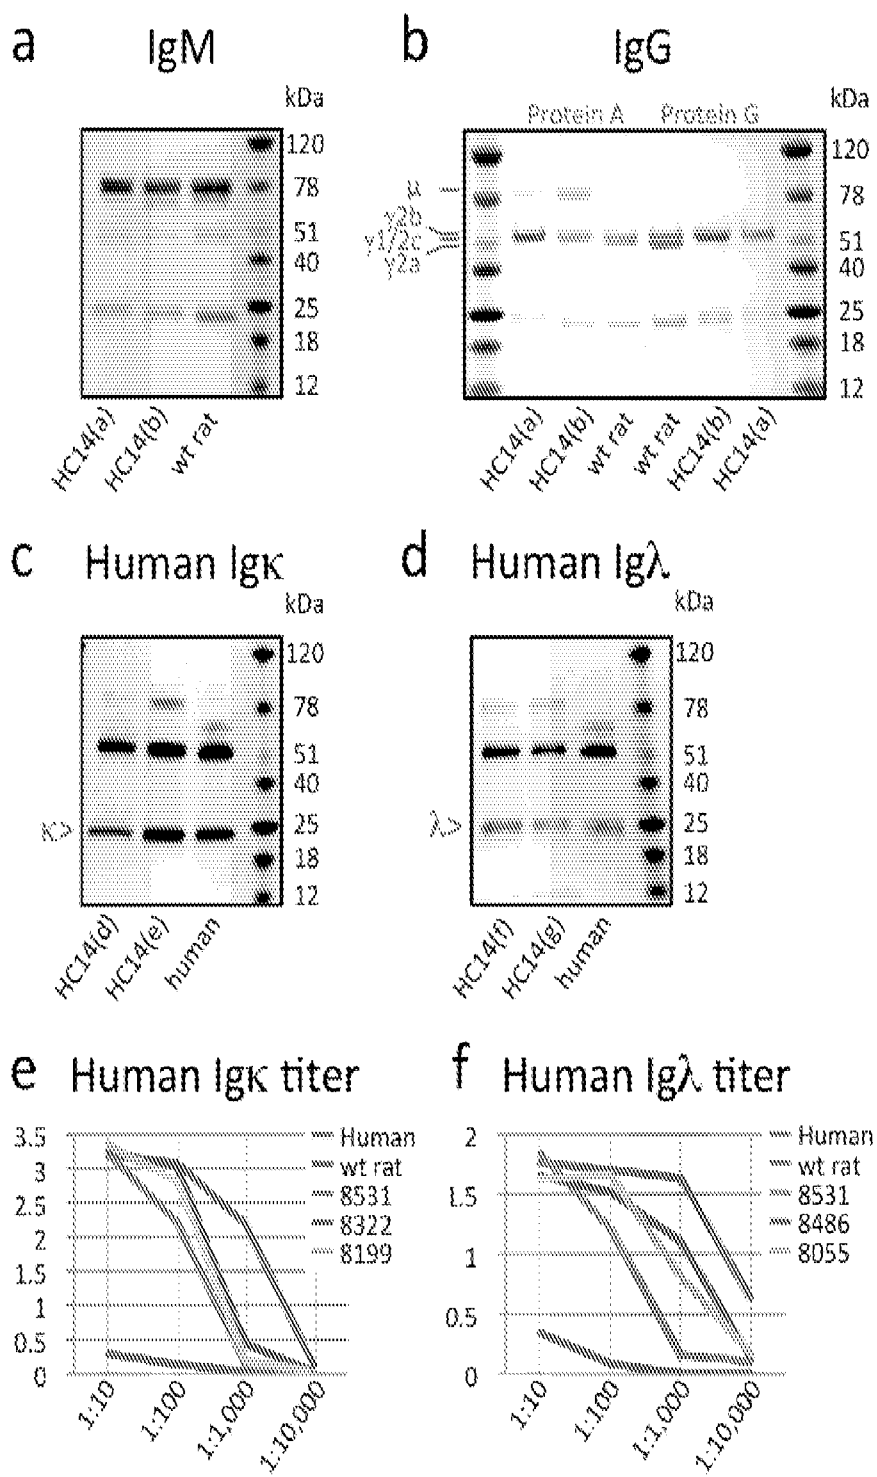 a IgM
kDa
120
78
51
40
25
18
12
HC14(a)
HC14(b)
wt rat
b IgG
Protein A Protein G
kDa
μ
γ2b
γ1/2c
γ2a
120
78
51
40
25
18
12
HC14(a)
HC14(b)
wt rat
wt rat
HC14(b)
HC14(a)
c Human Igκ
kDa
120
78
51
40
25
18
12
κ>
HC14(d)
HC14(e)
human
d Human Igλ
kDa
120
78
51
40
25
18
12
λ>
HC14(f)
HC14(g)
human
e Human Igκ titer
3.5
3
2.5
2
1.5
1
0.5
0
1:10
1:100
1:1,000
1:10,000
Human
wt rat
8531
8322
8199
f Human Igλ titer
2
1.5
1
0.5
0
1:10
1:100
1:1,000
1:10,000
Human
wt rat
8531
8486
8055